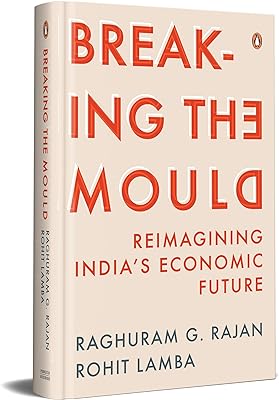 BREAK-
ING THE
MOULD
REIMAGINING
INDIA'S ECONOMIC
FUTURE
RAGHURAM G. RAJAN
ROHIT LAMBA
BREAKING THE MOULD
RAGHURAM G. RAJAN
ROHIT LAMBA